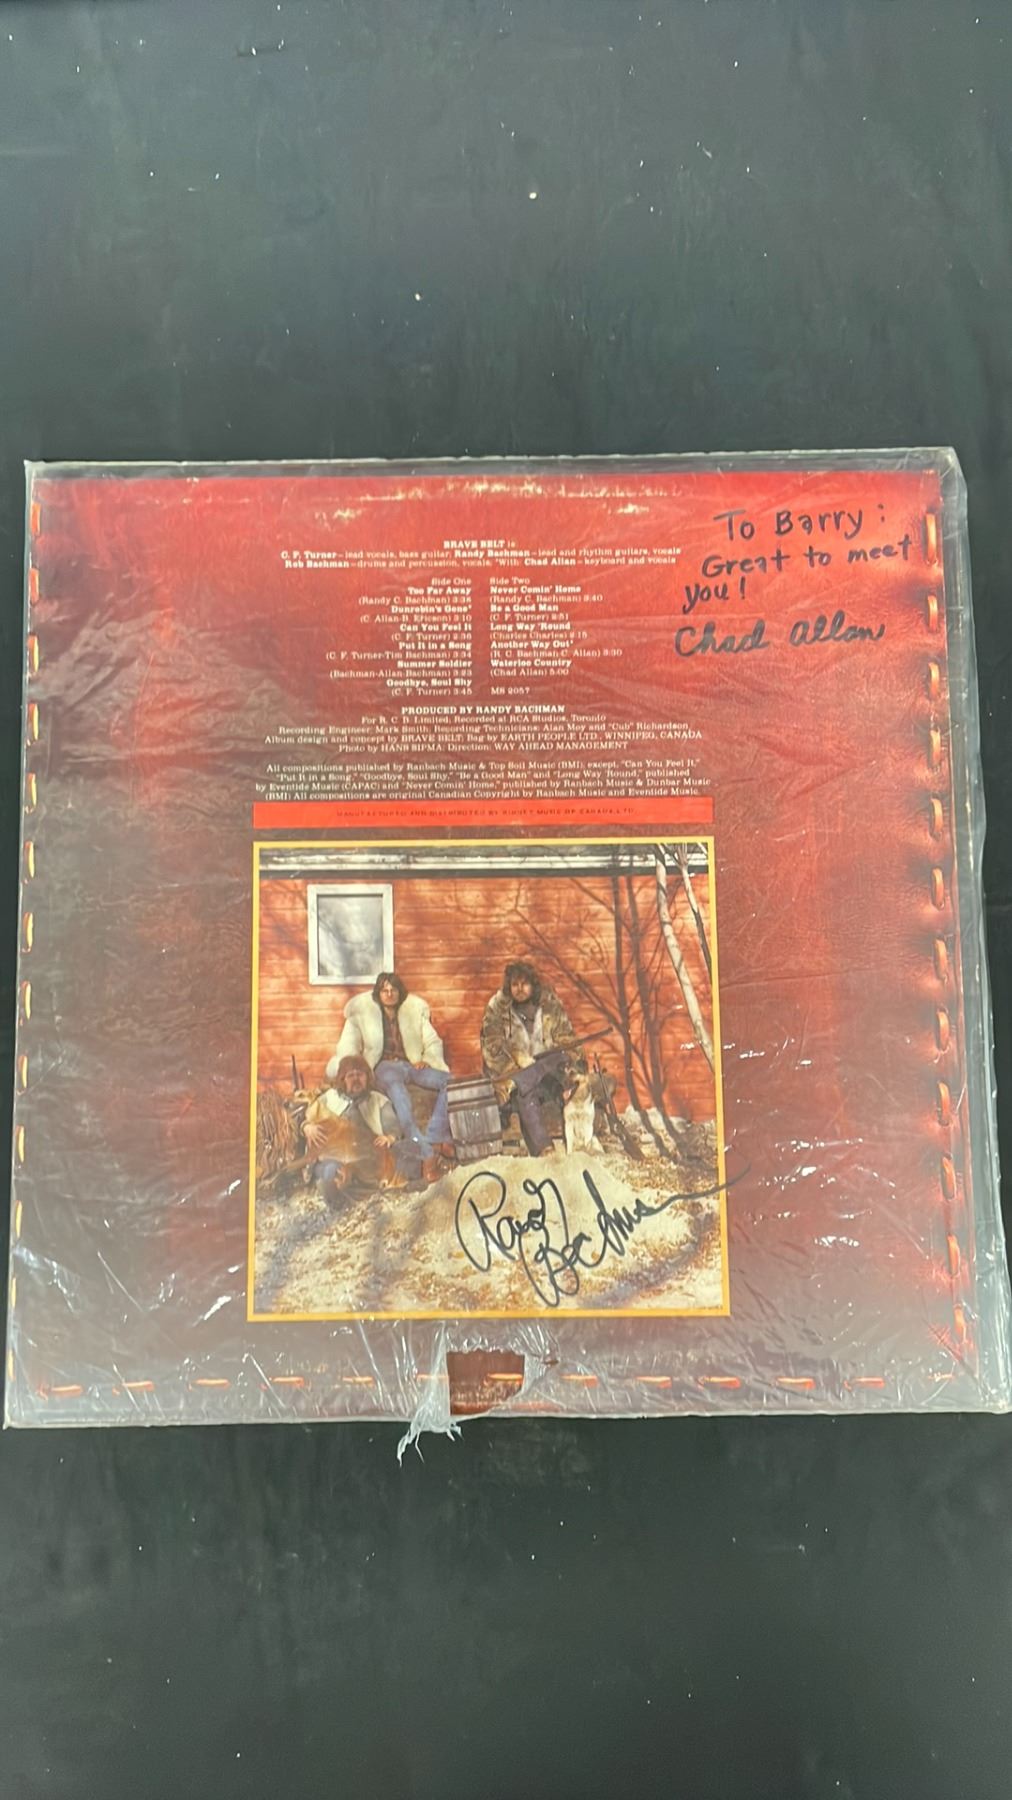 To Barry :
Great to meet
you!
Chad Allan
BRAVE BELT is
C. F. Turner–lead vocals, bass guitar; Randy Bachman–lead and rhythm guitars, vocals
Rob Bachman–drums and percussion, vocals. *With: Chad Allan–keyboard and vocals
Side One
Too Far Away
(Randy C. Bachman) 3:38
Dunrobin's Gone*
(C. Allan-B. Ericson) 3:10
Can You Feel It
(C. F. Turner) 2:36
Put It in a Song
(C. F. Turner-Tim Bachman) 3:34
Summer Soldier
(Bachman-Allan-Bachman) 3:23
Goodbye, Soul Shy
(C. F. Turner) 3:45
Side Two
Never Comin' Home
(Randy C. Bachman) 3:40
Be a Good Man
(C. F. Turner) 2:51
Long Way 'Round
(Charles Charles) 2:15
Another Way Out*
(R. C. Bachman-C. Allan) 3:30
Waterloo Country
(Chad Allan) 5:00
MS 2057
PRODUCED BY RANDY BACHMAN
For R. C. B. Limited; Recorded at RCA Studios, Toronto
Recording Engineer: Mark Smith; Recording Technicians: Alan Moy and "Cub" Richardson
Album design and concept by BRAVE BELT; Bag by EARTH PEOPLE LTD., WINNIPEG, CANADA
Photo by HANS SIPMA; Direction: WAY AHEAD MANAGEMENT
All compositions published by Ranbach Music & Top Soil Music (BMI), except, "Can You Feel It,"
"Put It in a Song," "Goodbye, Soul Shy," "Be a Good Man" and "Long Way 'Round," published
by Eventide Music (CAPAC) and "Never Comin' Home," published by Ranbach Music & Dunbar Music
(BMI) All compositions are original Canadian Copyright by Ranbach Music and Eventide Music.
MANUFACTURED AND DISTRIBUTED BY KINNEY MUSIC OF CANADA, LTD.
Randy
Bachman